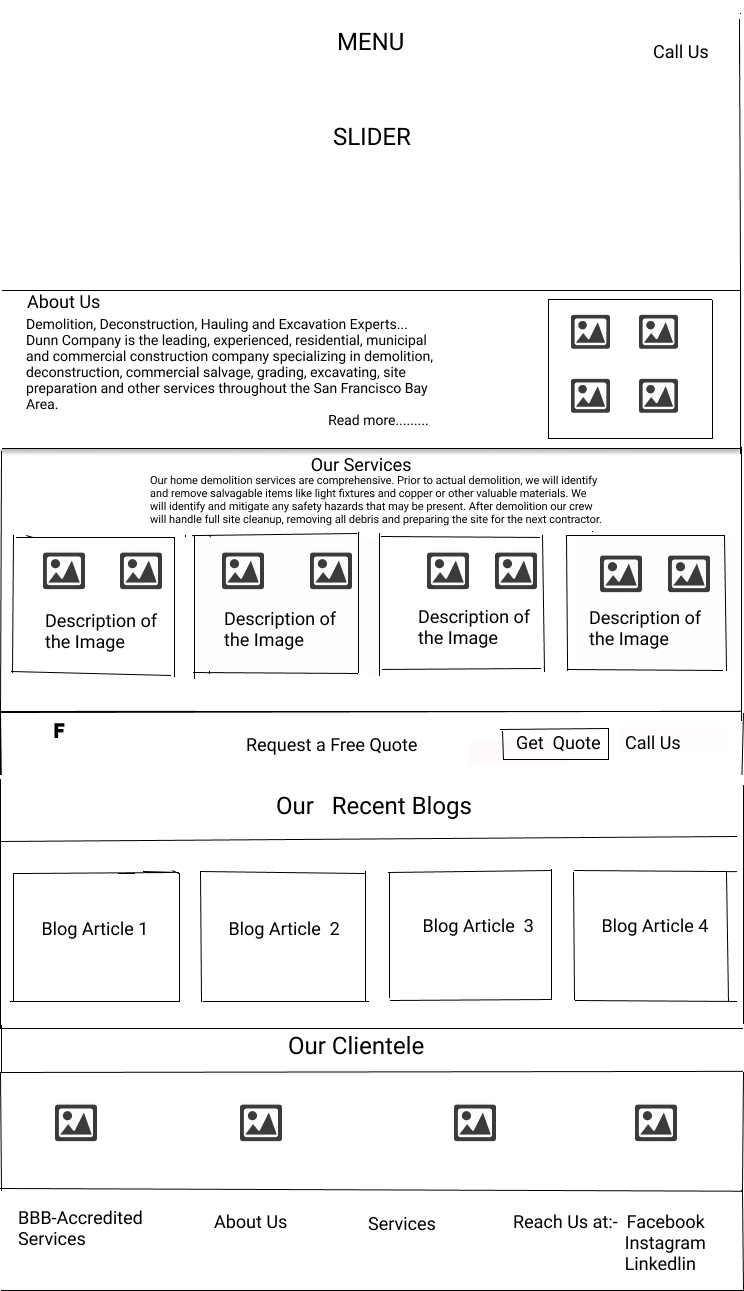 MENU
Call Us
SLIDER
About Us
Demolition, Deconstruction, Hauling and Excavation Experts...
Dunn Company is the leading, experienced, residential, municipal
and commercial construction company specializing in demolition,
deconstruction, commercial salvage, grading, excavating, site
preparation and other services throughout the San Francisco Bay
Area.
Read more.........
Our Services
Our home demolition services are comprehensive. Prior to actual demolition, we will identify
and remove salvagable items like light fixtures and copper or other valuable materials. We
will identify and mitigate any safety hazards that may be present. After demolition our crew
will handle full site cleanup, removing all debris and preparing the site for the next contractor.
Description of
the Image
Description of
the Image
Description of
the Image
Description of
the Image
F
Request a Free Quote
Get Quote
Call Us
Our Recent Blogs
Blog Article 1
Blog Article 2
Blog Article 3
Blog Article 4
Our Clientele
BBB-Accredited
Services
About Us
Services
Reach Us at:- Facebook
Instagram
Linkedlin